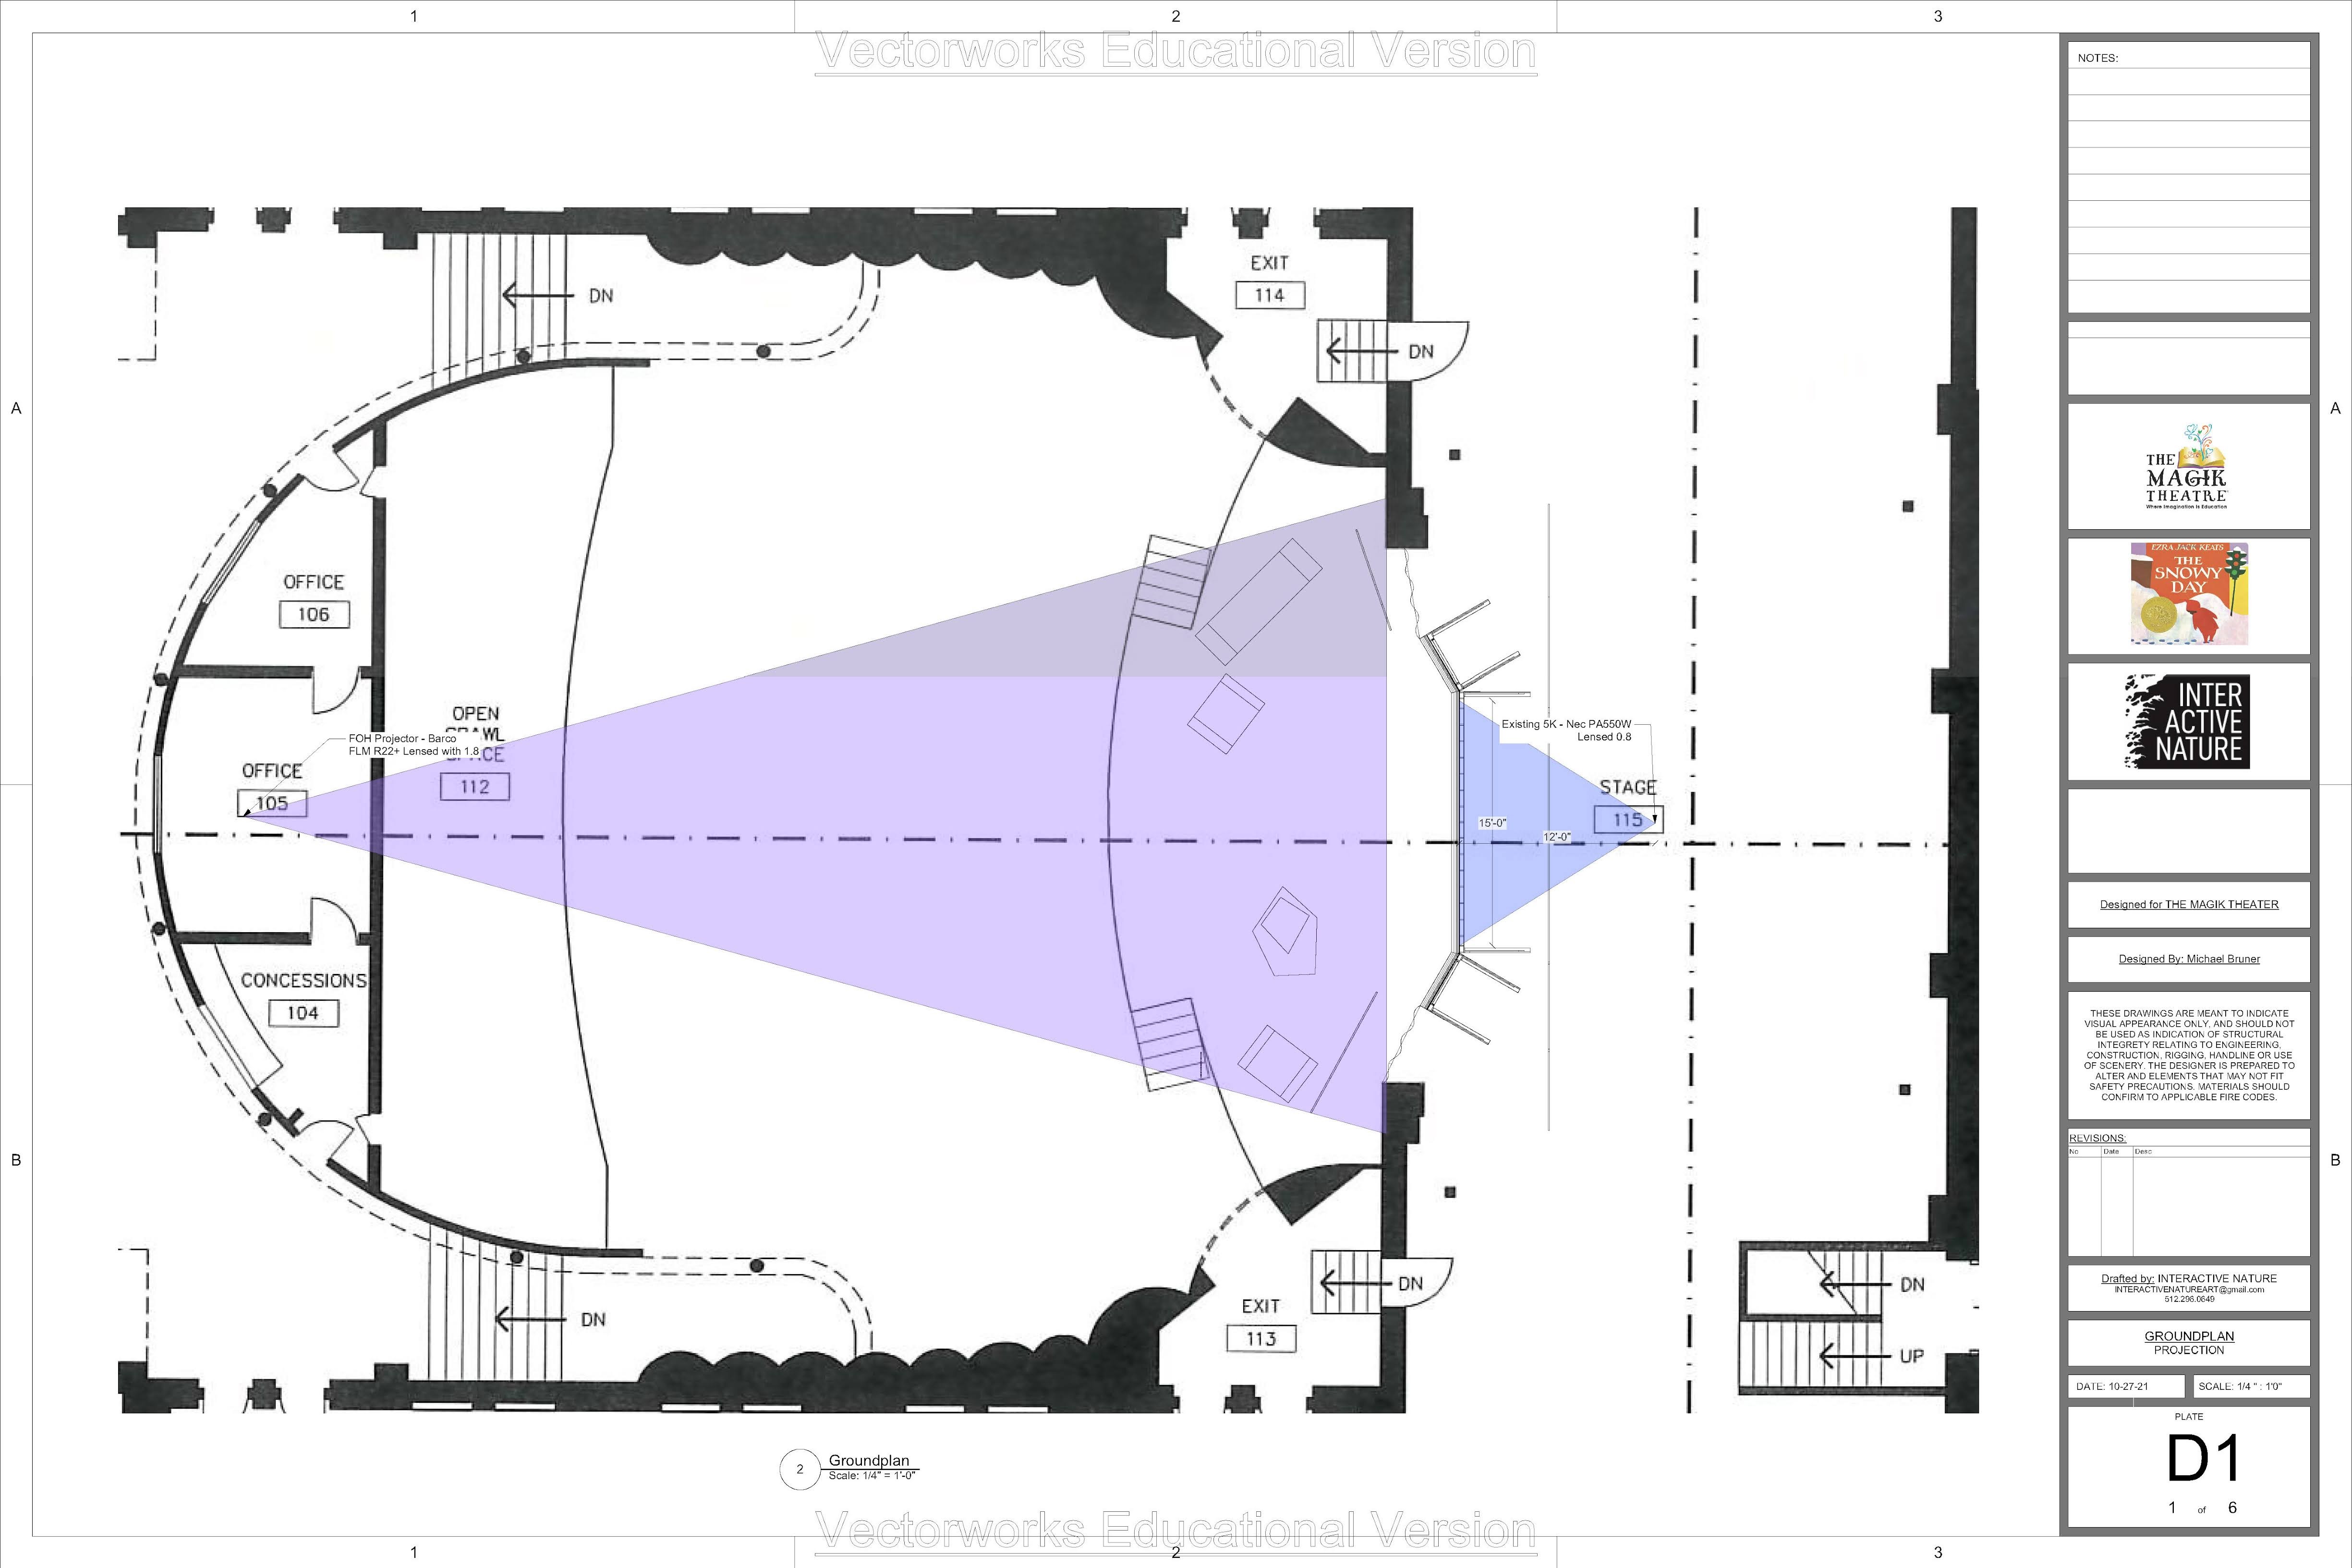 1
2
3
Vectorworks Educational Version
A
A
B
B
EXIT
114
DN
DN
OFFICE
106
OPEN
CE
112
FOH Projector - Barco
FLM R22+ Lensed with 1.8
OFFICE
105
Existing 5K - Nec PA550W
Lensed 0.8
STAGE
115
15'-0"
12'-0"
CONCESSIONS
104
DN
EXIT
113
DN
DN
UP
2
Groundplan
Scale: 1/4" = 1'-0"
Vectorworks Educational Version
1
2
3
NOTES:
THE
MAGIK
THEATRE
Where Imagination Is Education
EZRA JACK KEATS
THE
SNOWY
DAY
INTER
ACTIVE
NATURE
Designed for THE MAGIK THEATER
Designed By: Michael Bruner
THESE DRAWINGS ARE MEANT TO INDICATE
VISUAL APPEARANCE ONLY, AND SHOULD NOT
BE USED AS INDICATION OF STRUCTURAL
INTEGRETY RELATING TO ENGINEERING,
CONSTRUCTION, RIGGING, HANDLINE OR USE
OF SCENERY. THE DESIGNER IS PREPARED TO
ALTER AND ELEMENTS THAT MAY NOT FIT
SAFETY PRECAUTIONS. MATERIALS SHOULD
CONFIRM TO APPLICABLE FIRE CODES.
REVISIONS:
No Date Desc
Drafted by: INTERACTIVE NATURE
INTERACTIVENATUREART@gmail.com
512.296.0649
GROUNDPLAN
PROJECTION
DATE: 10-27-21
SCALE: 1/4 " : 1'0"
PLATE
D1
1 of 6